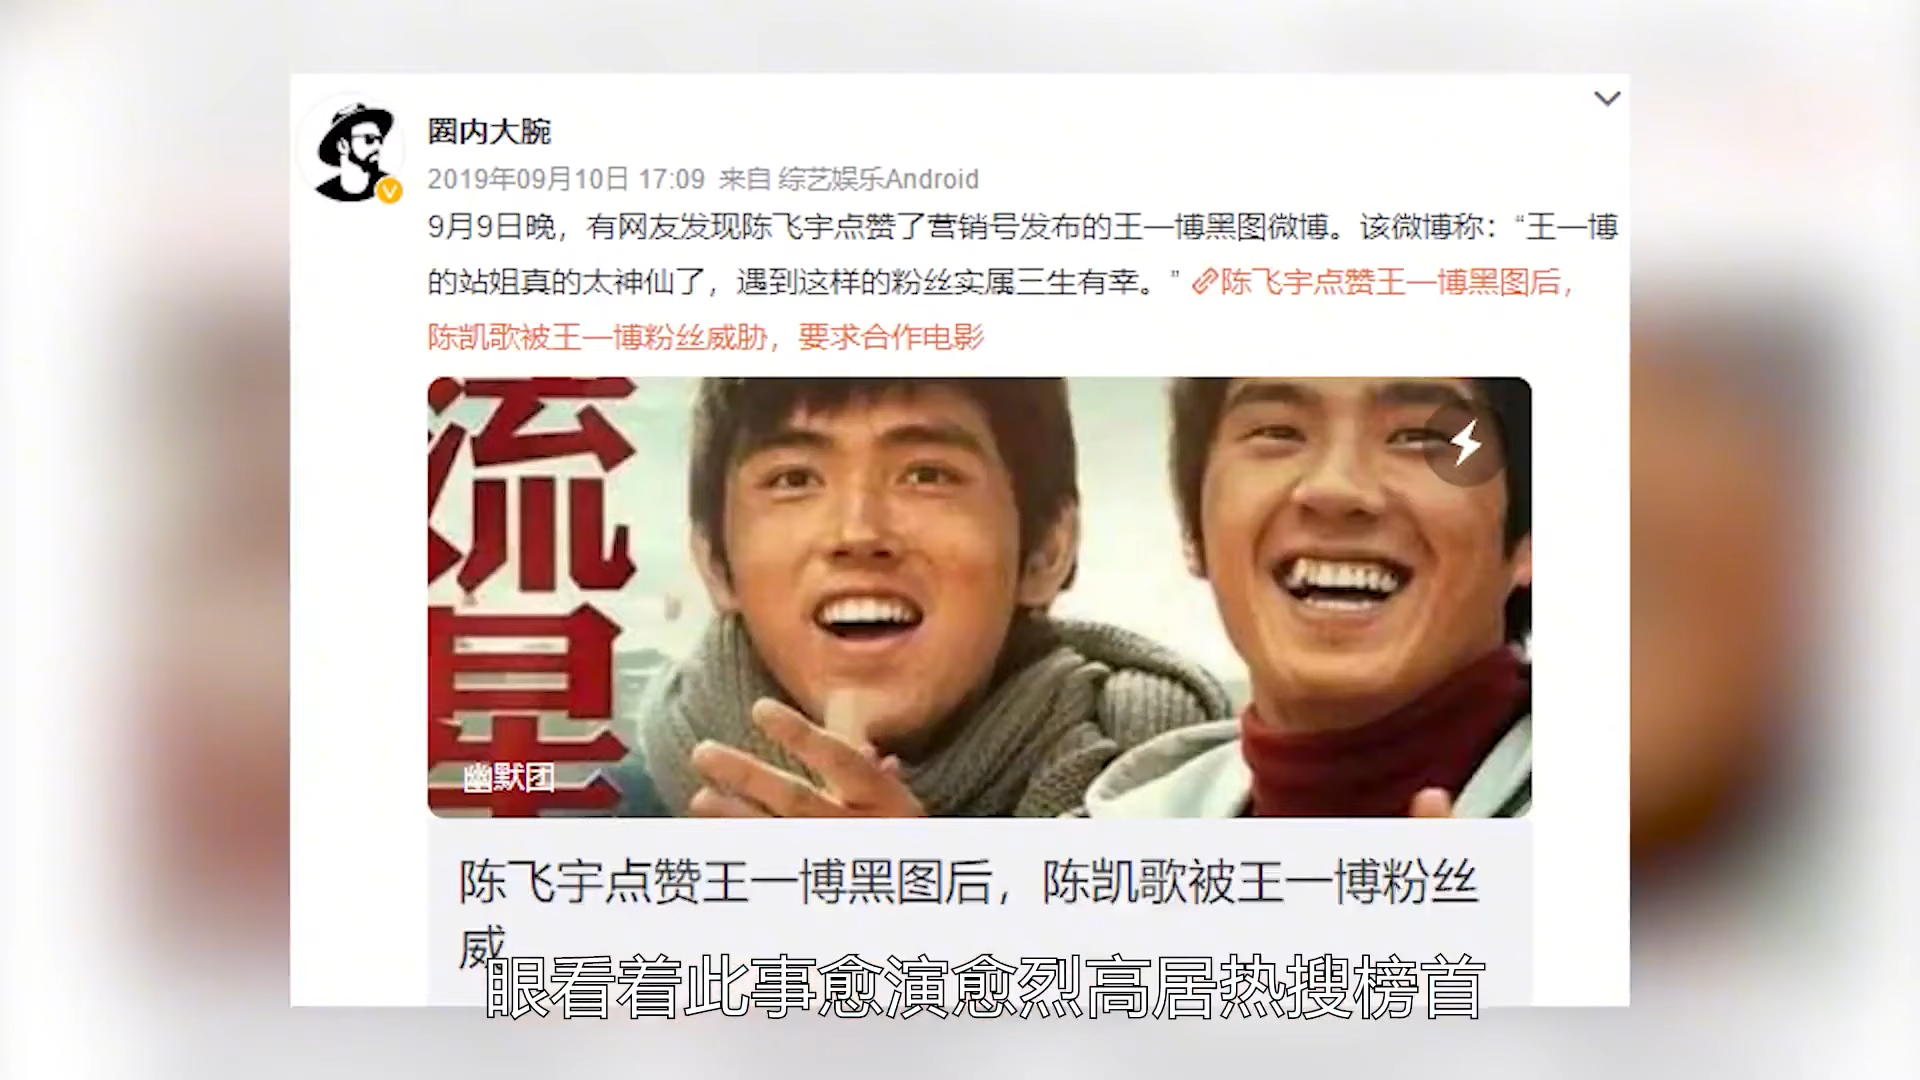 圈内大腕
2019年09月10日 17:09 来自 综艺娱乐Android
9月9日晚，有网友发现陈飞宇点赞了营销号发布的王一博黑图微博。该微博称：“王一博
的站姐真的太神仙了，遇到这样的粉丝实属三生有幸。” 陈飞宇点赞王一博黑图后，
陈凯歌被王一博粉丝威胁，要求合作电影
流
星
幽默团
陈飞宇点赞王一博黑图后，陈凯歌被王一博粉丝
威
眼看着此事愈演愈烈高居热搜榜首